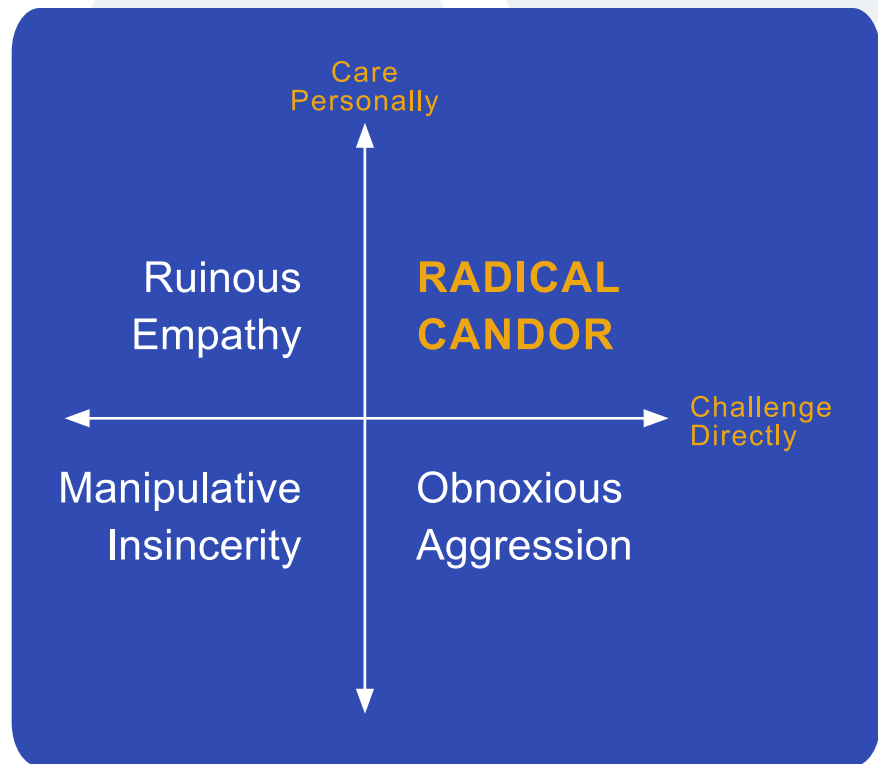 Care
Personally
Ruinous
Empathy
RADICAL
CANDOR
Challenge
Directly
Manipulative
Insincerity
Obnoxious
Aggression